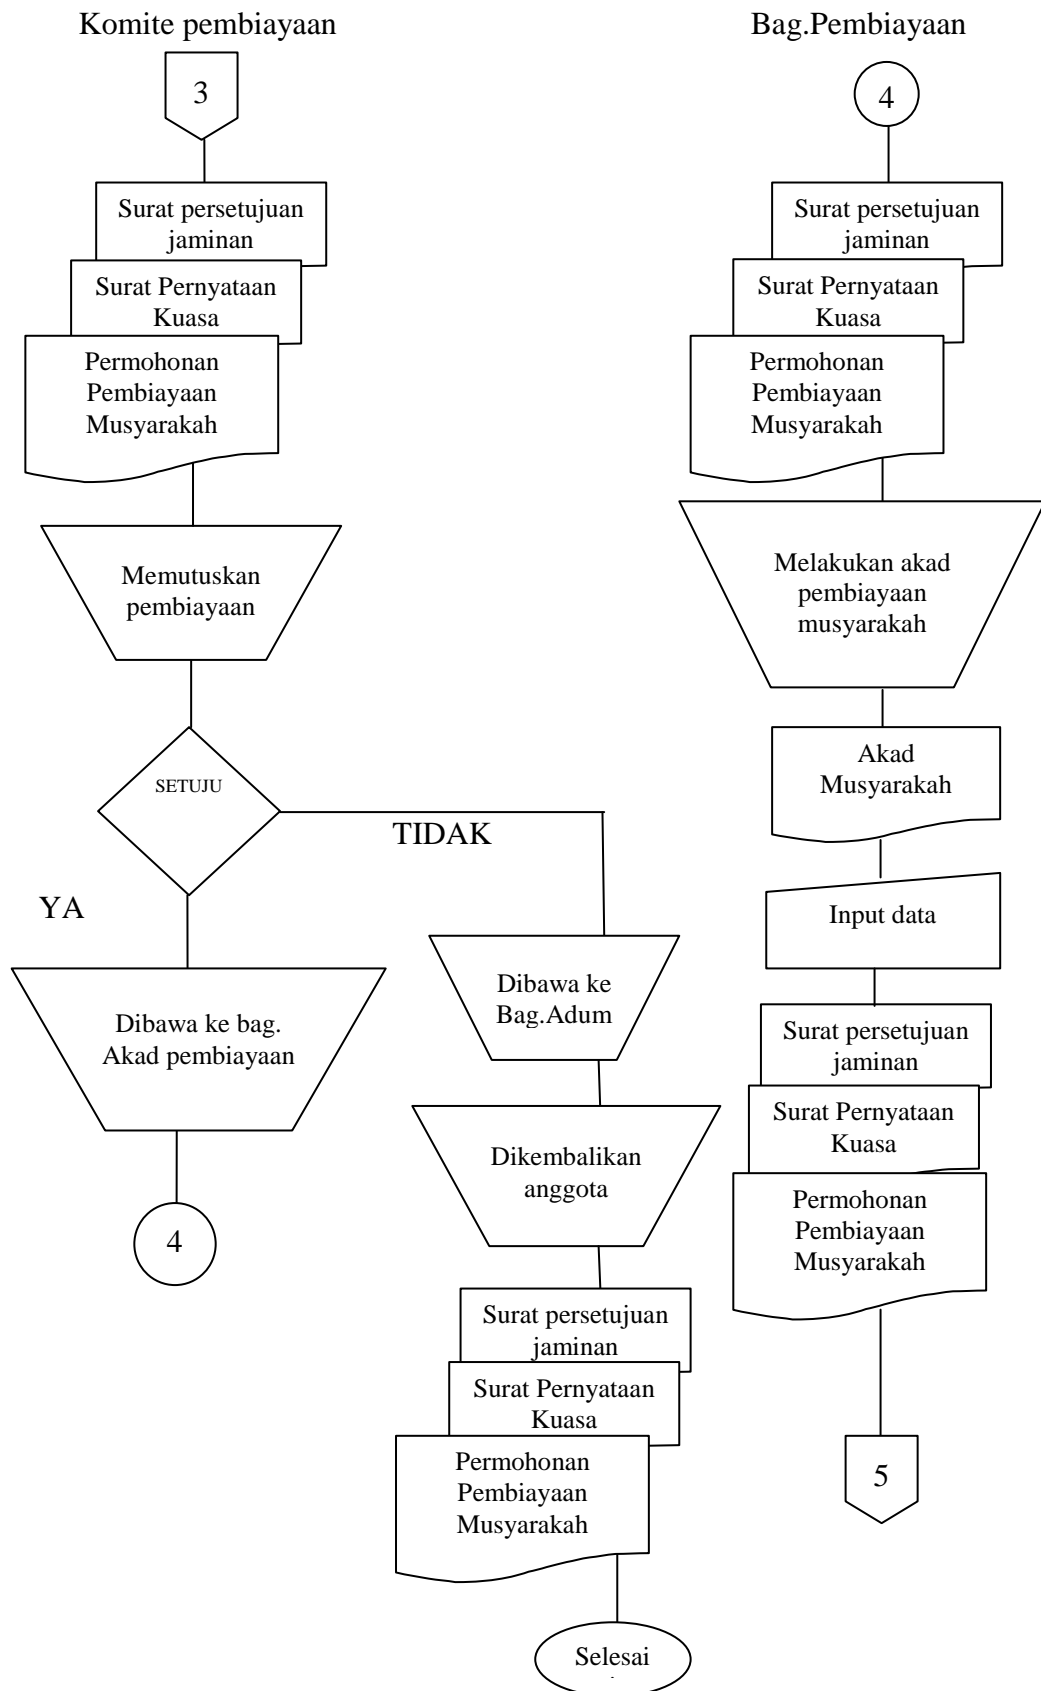 Komite pembiayaan
3
Surat persetujuan
jaminan
Surat Pernyataan
Kuasa
Permohonan
Pembiayaan
Musyarakah
Memutuskan
pembiayaan
SETUJU
TIDAK
YA
Dibawa ke bag.
Akad pembiayaan
4
Dibawa ke
Bag.Adum
Dikembalikan
anggota
Surat persetujuan
jaminan
Surat Pernyataan
Kuasa
Permohonan
Pembiayaan
Musyarakah
Selesai
Bag.Pembiayaan
4
Surat persetujuan
jaminan
Surat Pernyataan
Kuasa
Permohonan
Pembiayaan
Musyarakah
Melakukan akad
pembiayaan
musyarakah
Akad
Musyarakah
Input data
Surat persetujuan
jaminan
Surat Pernyataan
Kuasa
Permohonan
Pembiayaan
Musyarakah
5